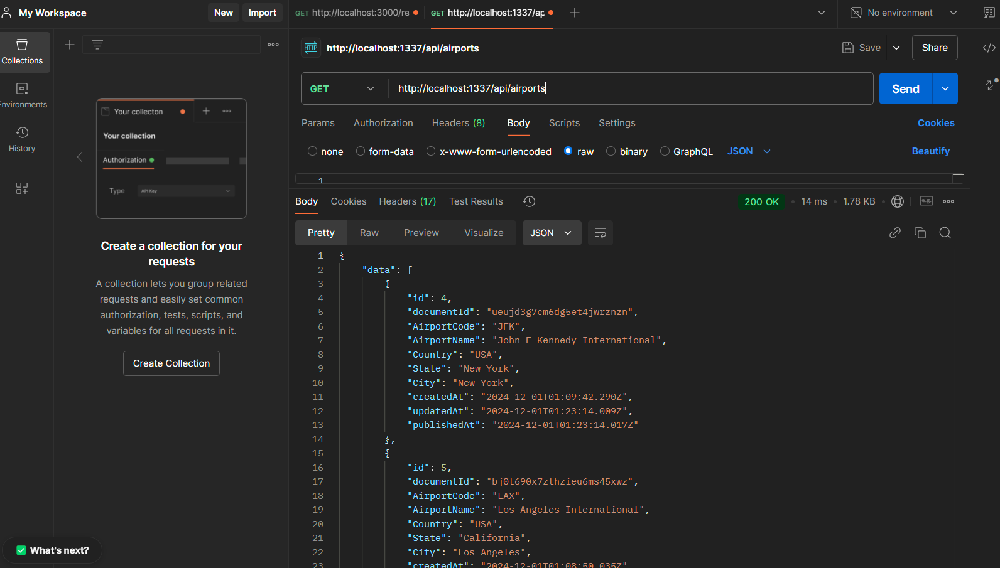 My Workspace
New
Import
GET http://localhost:3000/re
GET http://localhost:1337/ap
No environment
Collections
Environments
History
HTTP http://localhost:1337/api/airports
Save
Share
GET
http://localhost:1337/api/airports
Send
Params
Authorization
Headers (8)
Body
Scripts
Settings
Cookies
none
form-data
x-www-form-urlencoded
raw
binary
GraphQL
JSON
Beautify
1
Your collecton
Your collection
Authorization
Type
API Key
Create a collection for your
requests
A collection lets you group related
requests and easily set common
authorization, tests, scripts, and
variables for all requests in it.
Create Collection
What's next?
Body
Cookies
Headers (17)
Test Results
200 OK
14 ms
1.78 KB
e.g.
Pretty
Raw
Preview
Visualize
JSON
1 {
2 "data": [
3 {
4 "id": 4,
5 "documentId": "ueujd3g7cm6dg5et4jwrznzn",
6 "AirportCode": "JFK",
7 "AirportName": "John F Kennedy International",
8 "Country": "USA",
9 "State": "New York",
10 "City": "New York",
11 "createdAt": "2024-12-01T01:09:42.290Z",
12 "updatedAt": "2024-12-01T01:23:14.009Z",
13 "publishedAt": "2024-12-01T01:23:14.017Z"
14 },
15 {
16 "id": 5,
17 "documentId": "bj0t690x7zthzieu6ms45xwz",
18 "AirportCode": "LAX",
19 "AirportName": "Los Angeles International",
20 "Country": "USA",
21 "State": "California",
22 "City": "Los Angeles",
23 "createdAt": "2024-12-01T01:08:50.035Z"